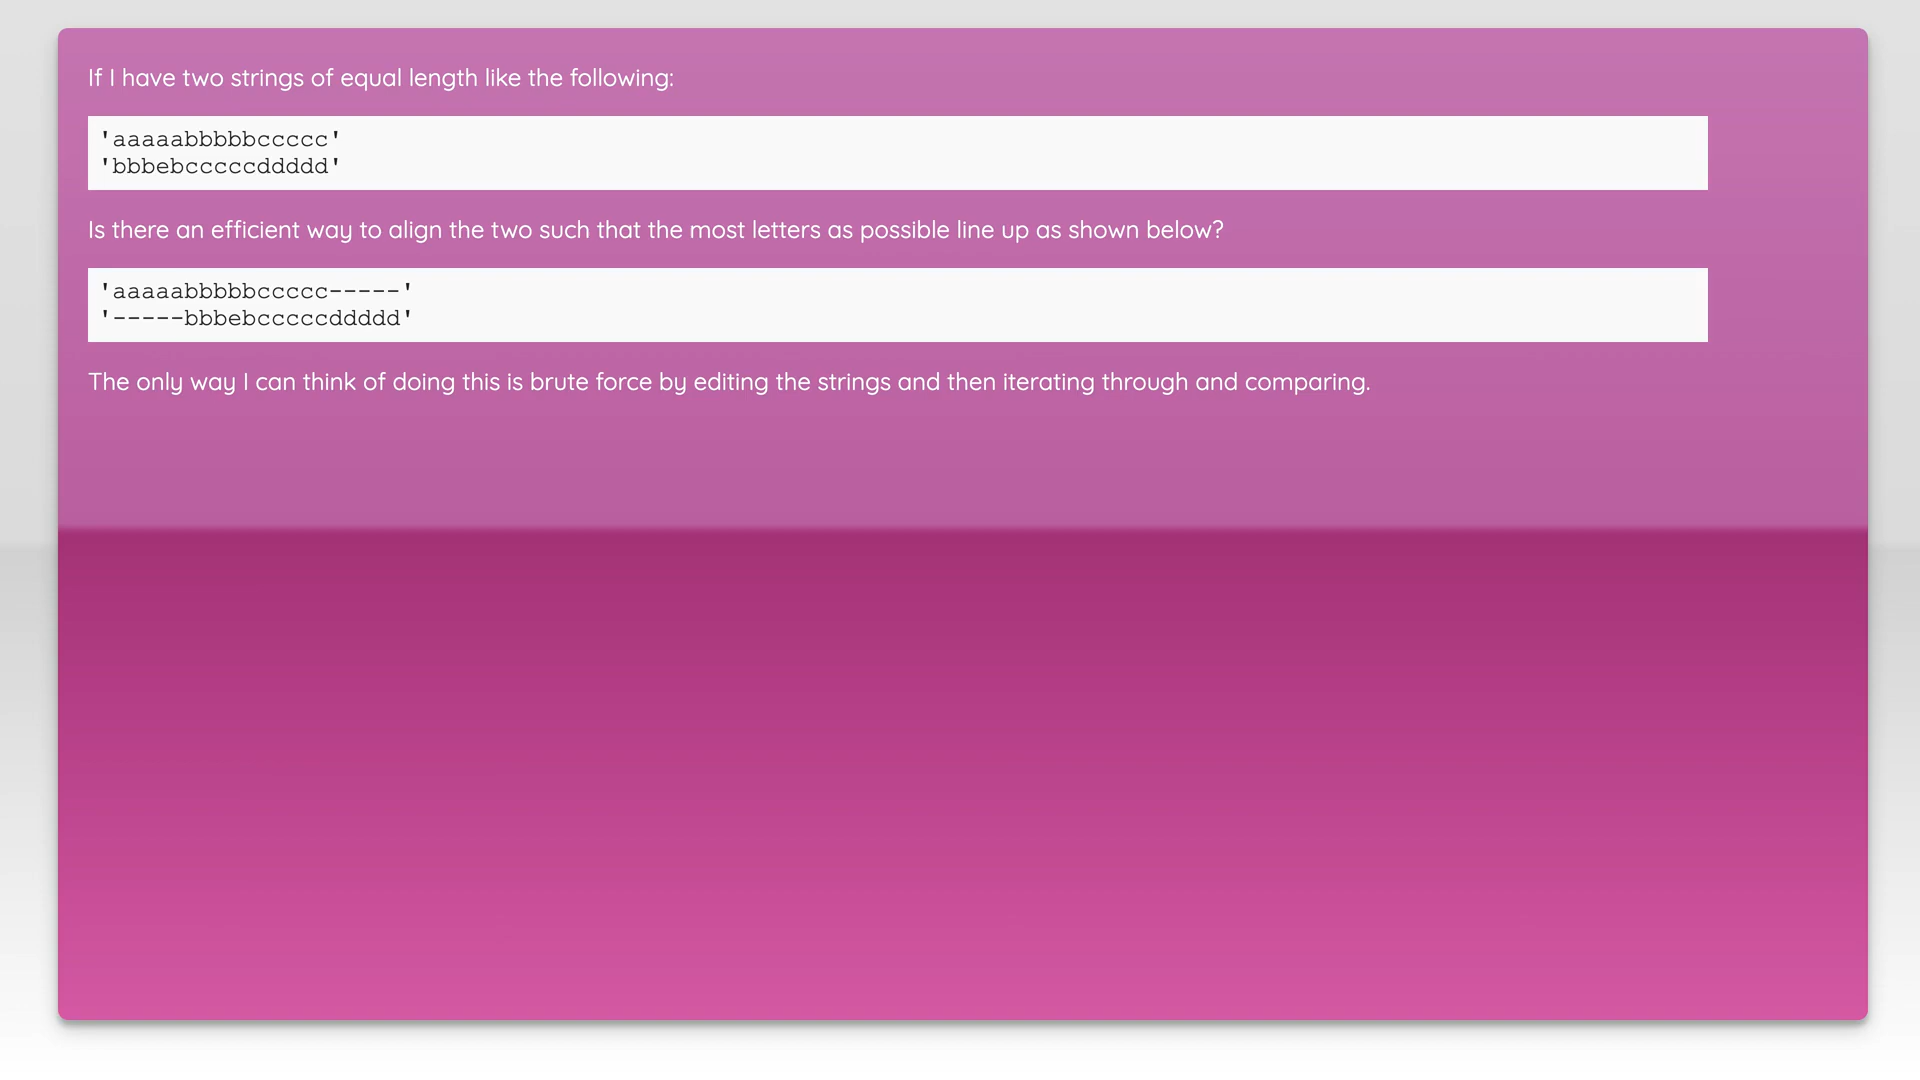 If I have two strings of equal length like the following:
'aaaaabbbbbccccc'
'bbbebcccccddddd'
Is there an efficient way to align the two such that the most letters as possible line up as shown below?
'aaaaabbbbbccccc-----'
'-----bbbebcccccddddd'
The only way I can think of doing this is brute force by editing the strings and then iterating through and comparing.